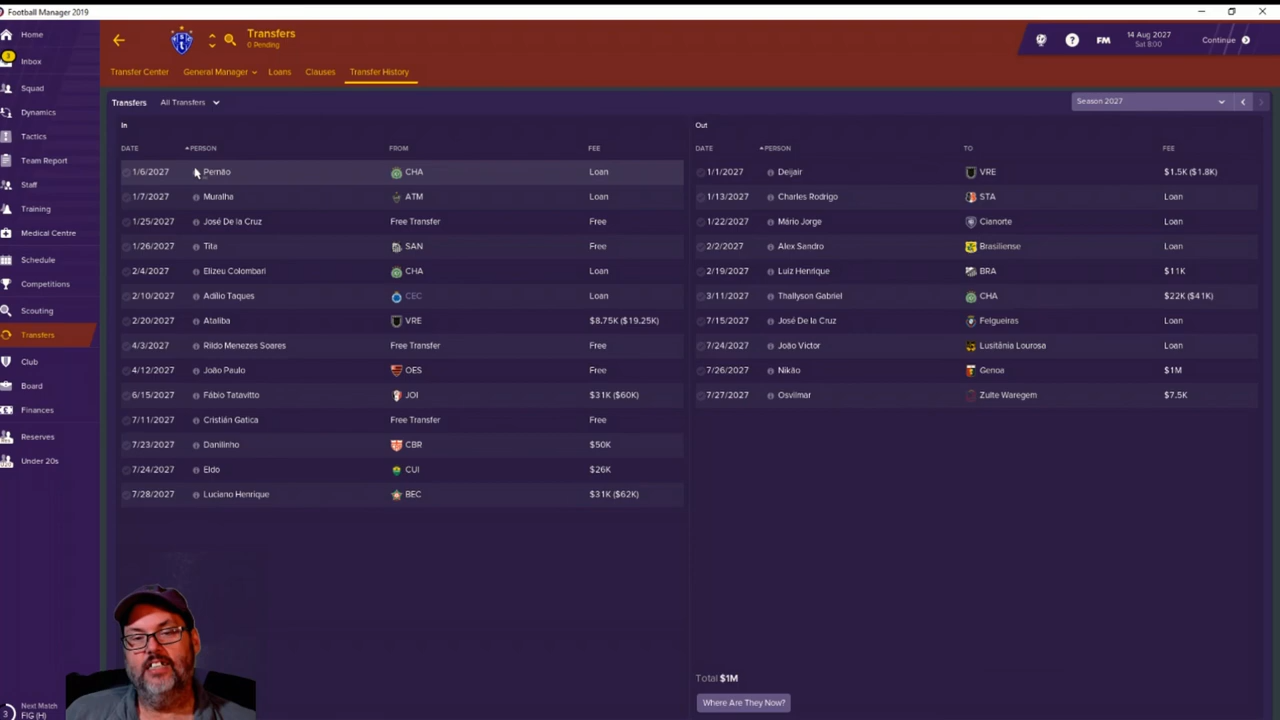 Football Manager 2019
Home
3
Inbox
Squad
Dynamics
Tactics
Team Report
Staff
Training
Medical Centre
Schedule
Competitions
Scouting
Transfers
Club
Board
Finances
Reserves
Under 20s
3
Next Match
FIG (H)
Transfers
0 Pending
14 Aug 2027
Sat 8:00
? FM Continue
Transfer Center General Manager Loans Clauses Transfer History
Transfers All Transfers Season 2027
In
DATE PERSON FROM FEE
1/6/2027 Pernão CHA Loan
1/7/2027 Muralha ATM Loan
1/25/2027 José De la Cruz Free Transfer Free
1/26/2027 Tita SAN Free
2/4/2027 Elizeu Colombari CHA Loan
2/10/2027 Adílio Taques CEC Loan
2/20/2027 Ataliba VRE $8.75K ($19.25K)
4/3/2027 Rildo Menezes Soares Free Transfer Free
4/12/2027 João Paulo OES Free
6/15/2027 Fábio Tatavitto JOI $31K ($60K)
7/11/2027 Cristián Gatica Free Transfer Free
7/23/2027 Danilinho CBR $50K
7/24/2027 Eldo CUI $26K
7/28/2027 Luciano Henrique BEC $31K ($62K)
Out
DATE PERSON TO FEE
1/1/2027 Deijair VRE $1.5K ($1.8K)
1/13/2027 Charles Rodrigo STA Loan
1/22/2027 Mário Jorge Cianorte Loan
2/2/2027 Alex Sandro Brasiliense Loan
2/19/2027 Luiz Henrique BRA $11K
3/11/2027 Thallyson Gabriel CHA $22K ($41K)
7/15/2027 José De la Cruz Felgueiras Loan
7/24/2027 João Victor Lusitânia Lourosa Loan
7/26/2027 Nikão Genoa $1M
7/27/2027 Osvilmar Zulte Waregem $7.5K
Total $1M
Where Are They Now?